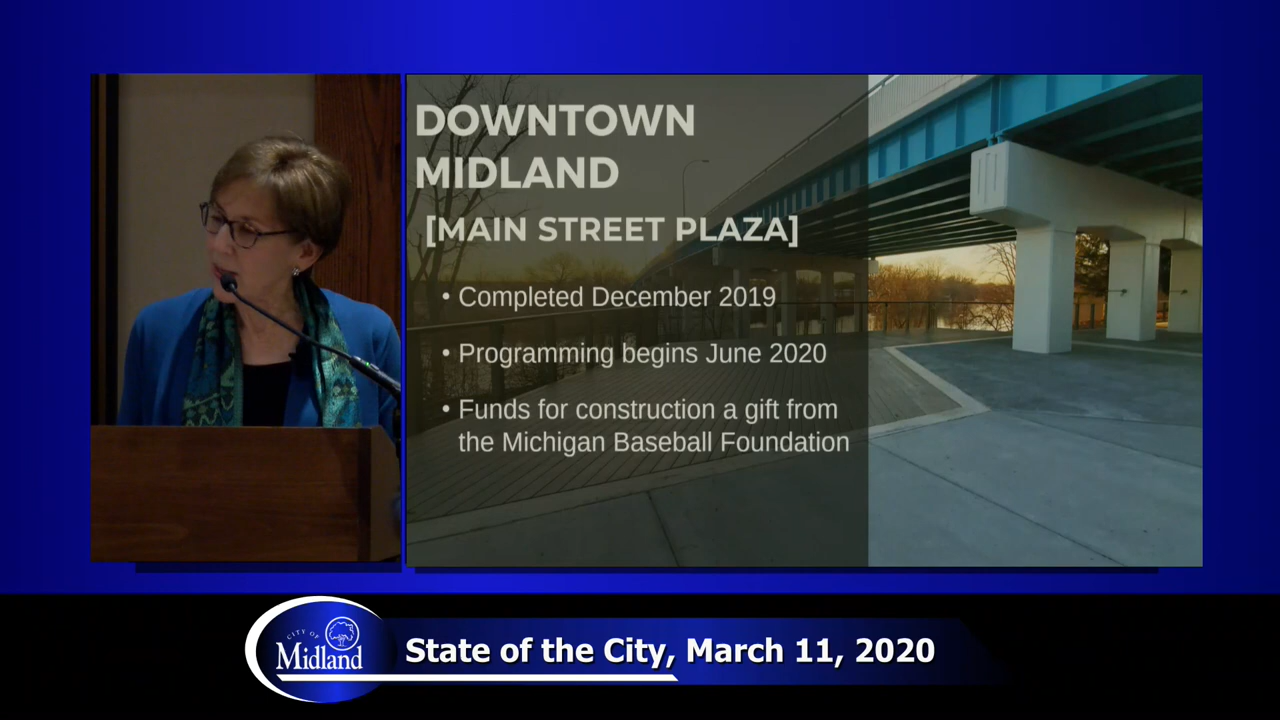 DOWNTOWN
MIDLAND
[MAIN STREET PLAZA]
• Completed December 2019
• Programming begins June 2020
• Funds for construction a gift from
the Michigan Baseball Foundation
CITY OF
Midland
State of the City, March 11, 2020